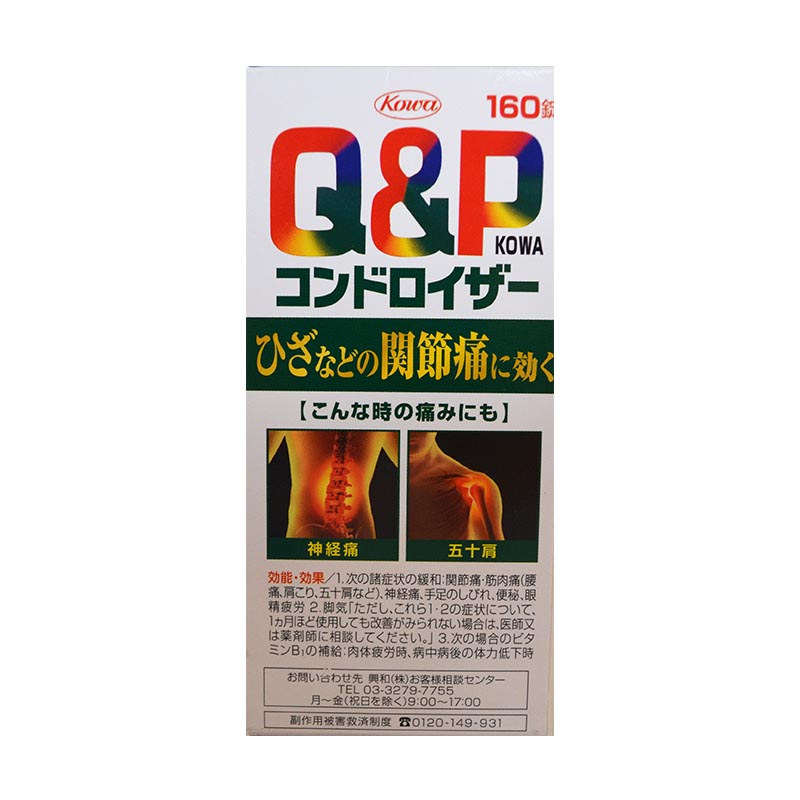 Kowa
160錠
Q&P
KOWA
コンドロイザー
ひざなどの関節痛に効く
【こんな時の痛みにも】
神経痛
五十肩
効能・効果/1.次の諸症状の緩和:関節痛・筋肉痛(腰
痛、肩こり、五十肩など)、神経痛、手足のしびれ、便秘、眼
精疲労 2.脚気「ただし、これら1・2の症状について、
1ヵ月ほど使用しても改善がみられない場合は、医師又
は薬剤師に相談してください。」3.次の場合のビタ
ミンB₁の補給:肉体疲労時、病中病後の体力低下時
お問い合わせ先 興和(株)お客様相談センター
TEL 03-3279-7755
月〜金(祝日を除く)9:00〜17:00
副作用被害救済制度 ☎0120-149-931